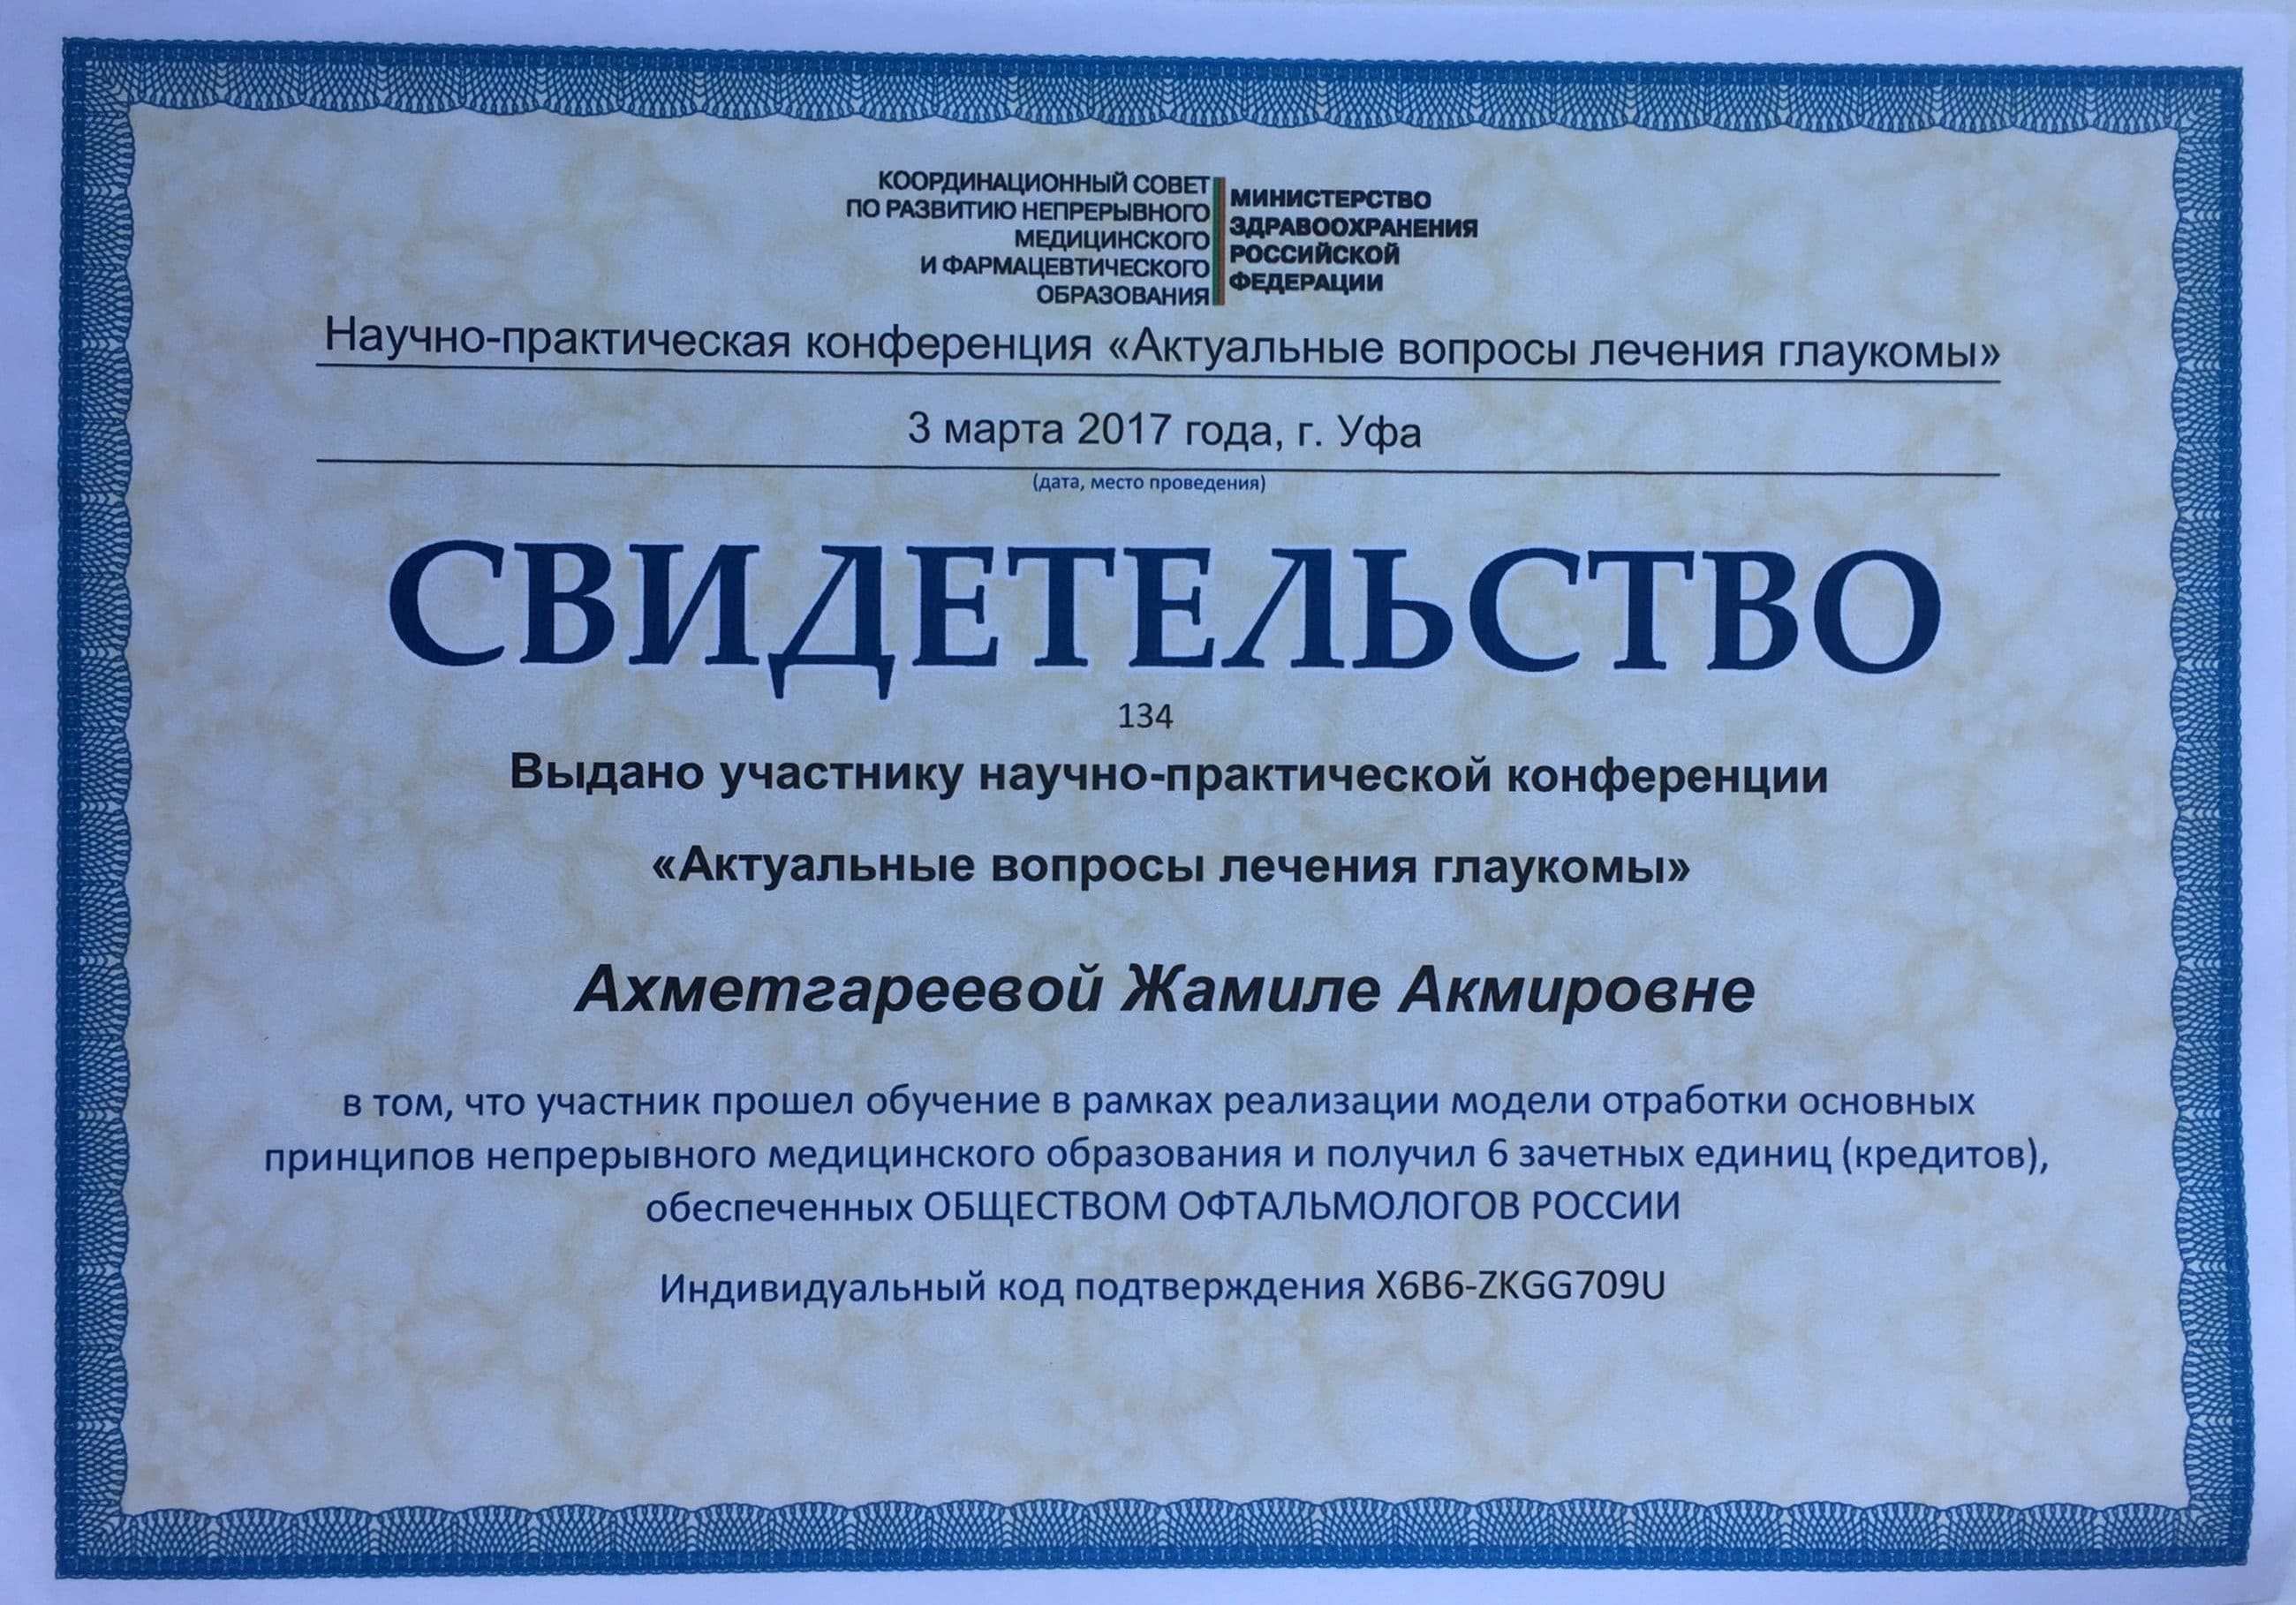 КООРДИНАЦИОННЫЙ СОВЕТ
ПО РАЗВИТИЮ НЕПРЕРЫВНОГО
МЕДИЦИНСКОГО
И ФАРМАЦЕВТИЧЕСКОГО
ОБРАЗОВАНИЯ
МИНИСТЕРСТВО
ЗДРАВООХРАНЕНИЯ
РОССИЙСКОЙ
ФЕДЕРАЦИИ
Научно-практическая конференция «Актуальные вопросы лечения глаукомы»
3 марта 2017 года, г. Уфа
(дата, место проведения)
СВИДЕТЕЛЬСТВО
134
Выдано участнику научно-практической конференции
«Актуальные вопросы лечения глаукомы»
Ахметгареевой Жамиле Акмировне
в том, что участник прошел обучение в рамках реализации модели отработки основных
принципов непрерывного медицинского образования и получил 6 зачетных единиц (кредитов),
обеспеченных ОБЩЕСТВОМ ОФТАЛЬМОЛОГОВ РОССИИ
Индивидуальный код подтверждения X6B6-ZKGG709U